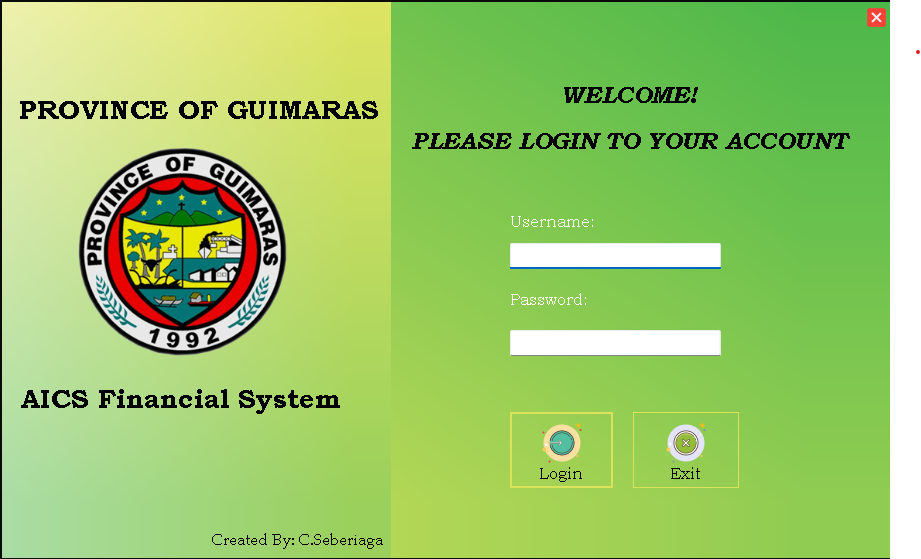 PROVINCE OF GUIMARAS
PROVINCE OF GUIMARAS
1992
AICS Financial System
Created By: C.Seberiaga
WELCOME!
PLEASE LOGIN TO YOUR ACCOUNT
Username:
Password:
Login
Exit